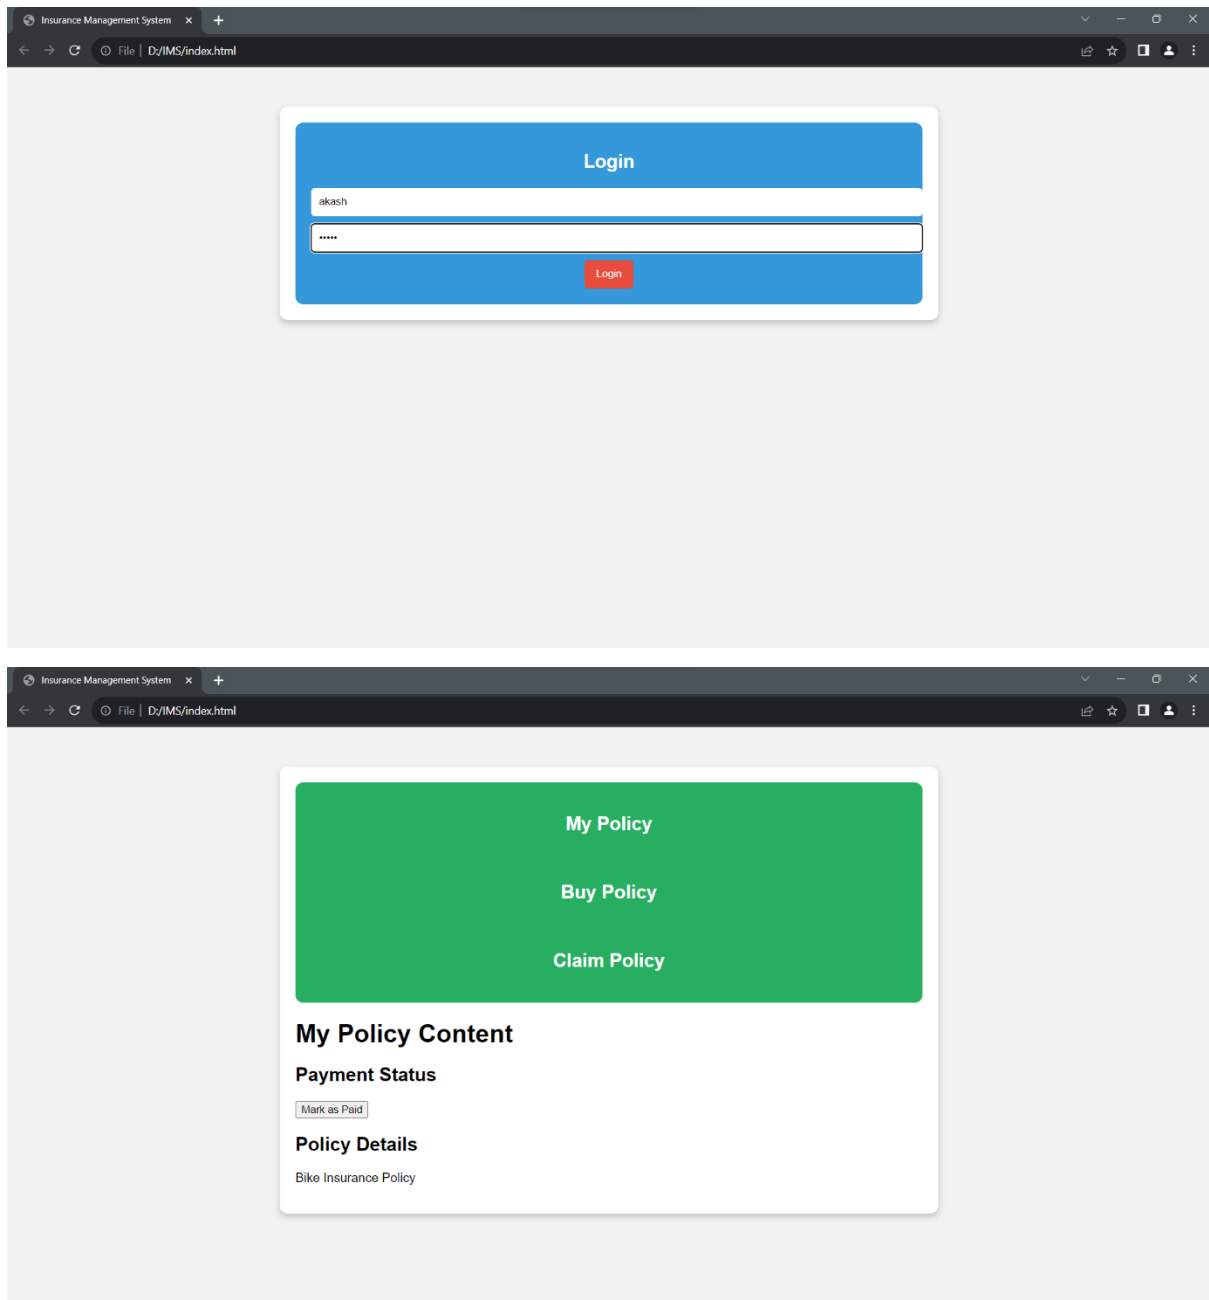 Insurance Management System
File | D:/IMS/index.html
Login
akash
•••••
Login
Insurance Management System
File | D:/IMS/index.html
My Policy
Buy Policy
Claim Policy
My Policy Content
Payment Status
Mark as Paid
Policy Details
Bike Insurance Policy